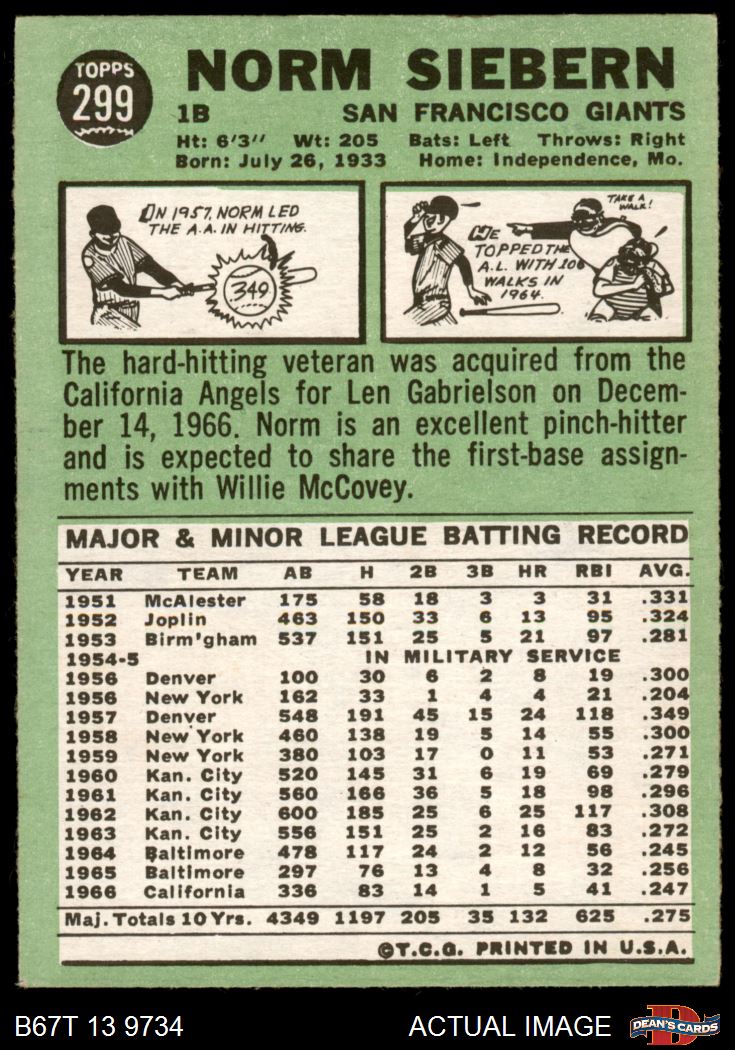 TOPPS
299
NORM SIEBERN
1B SAN FRANCISCO GIANTS
Ht: 6'3" Wt: 205 Bats: Left Throws: Right
Born: July 26, 1933 Home: Independence, Mo.
IN 1957, NORM LED
THE A.A. IN HITTING.
349
TAKE A
WALK!
HE
TOPPED THE
A.L. WITH 106
WALKS IN
1964.
The hard-hitting veteran was acquired from the
California Angels for Len Gabrielson on Decem-
ber 14, 1966. Norm is an excellent pinch-hitter
and is expected to share the first-base assign-
ments with Willie McCovey.
MAJOR & MINOR LEAGUE BATTING RECORD
YEAR TEAM AB H 2B 3B HR RBI AVG.
1951 McAlester 175 58 18 3 3 31 .331
1952 Joplin 463 150 33 6 13 95 .324
1953 Birm'gham 537 151 25 5 21 97 .281
1954-5 IN MILITARY SERVICE
1956 Denver 100 30 6 2 8 19 .300
1956 New York 162 33 1 4 4 21 .204
1957 Denver 548 191 45 15 24 118 .349
1958 New York 460 138 19 5 14 55 .300
1959 New York 380 103 17 0 11 53 .271
1960 Kan. City 520 145 31 6 19 69 .279
1961 Kan. City 560 166 36 5 18 98 .296
1962 Kan. City 600 185 25 6 25 117 .308
1963 Kan. City 556 151 25 2 16 83 .272
1964 Baltimore 478 117 24 2 12 56 .245
1965 Baltimore 297 76 13 4 8 32 .256
1966 California 336 83 14 1 5 41 .247
Maj. Totals 10 Yrs. 4349 1197 205 35 132 625 .275
©T.C.G. PRINTED IN U.S.A.
B67T 13 9734 ACTUAL IMAGE
D
DEAN'S CARDS